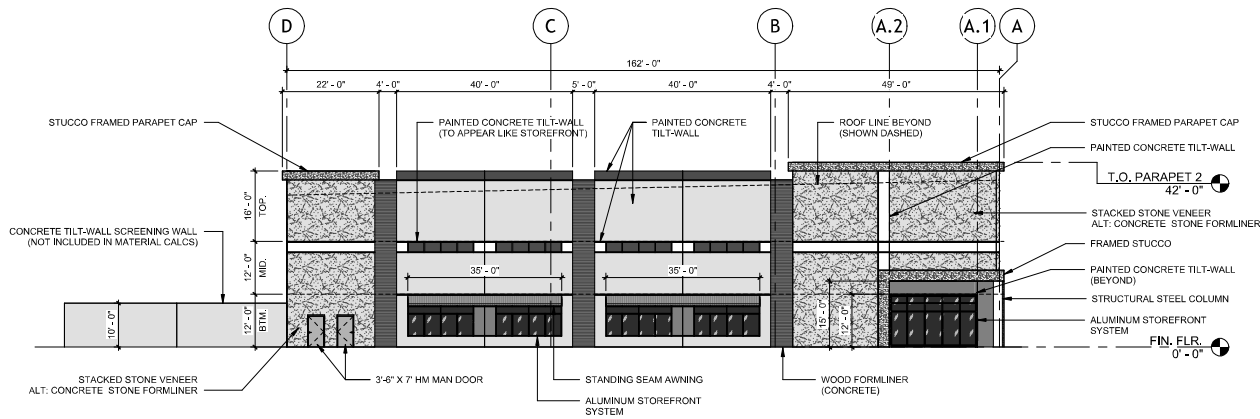 D
C
B
A.2
A.1
A
162' - 0"
22' - 0"
4' - 0"
40' - 0"
5' - 0"
40' - 0"
4' - 0"
49' - 0"
STUCCO FRAMED PARAPET CAP
PAINTED CONCRETE TILT-WALL
(TO APPEAR LIKE STOREFRONT)
PAINTED CONCRETE
TILT-WALL
ROOF LINE BEYOND
(SHOWN DASHED)
STUCCO FRAMED PARAPET CAP
PAINTED CONCRETE TILT-WALL
T.O. PARAPET 2
42' - 0"
16' - 0"
TOP.
CONCRETE TILT-WALL SCREENING WALL
(NOT INCLUDED IN MATERIAL CALCS)
STACKED STONE VENEER
ALT: CONCRETE STONE FORMLINER
FRAMED STUCCO
12' - 0"
MID.
35' - 0"
35' - 0"
PAINTED CONCRETE TILT-WALL
(BEYOND)
STRUCTURAL STEEL COLUMN
10' - 0"
12' - 0"
BTM.
15' - 0"
12' - 0"
ALUMINUM STOREFRONT
SYSTEM
FIN. FLR.
0' - 0"
STACKED STONE VENEER
ALT: CONCRETE STONE FORMLINER
3'-6" X 7' HM MAN DOOR
STANDING SEAM AWNING
ALUMINUM STOREFRONT
SYSTEM
WOOD FORMLINER
(CONCRETE)